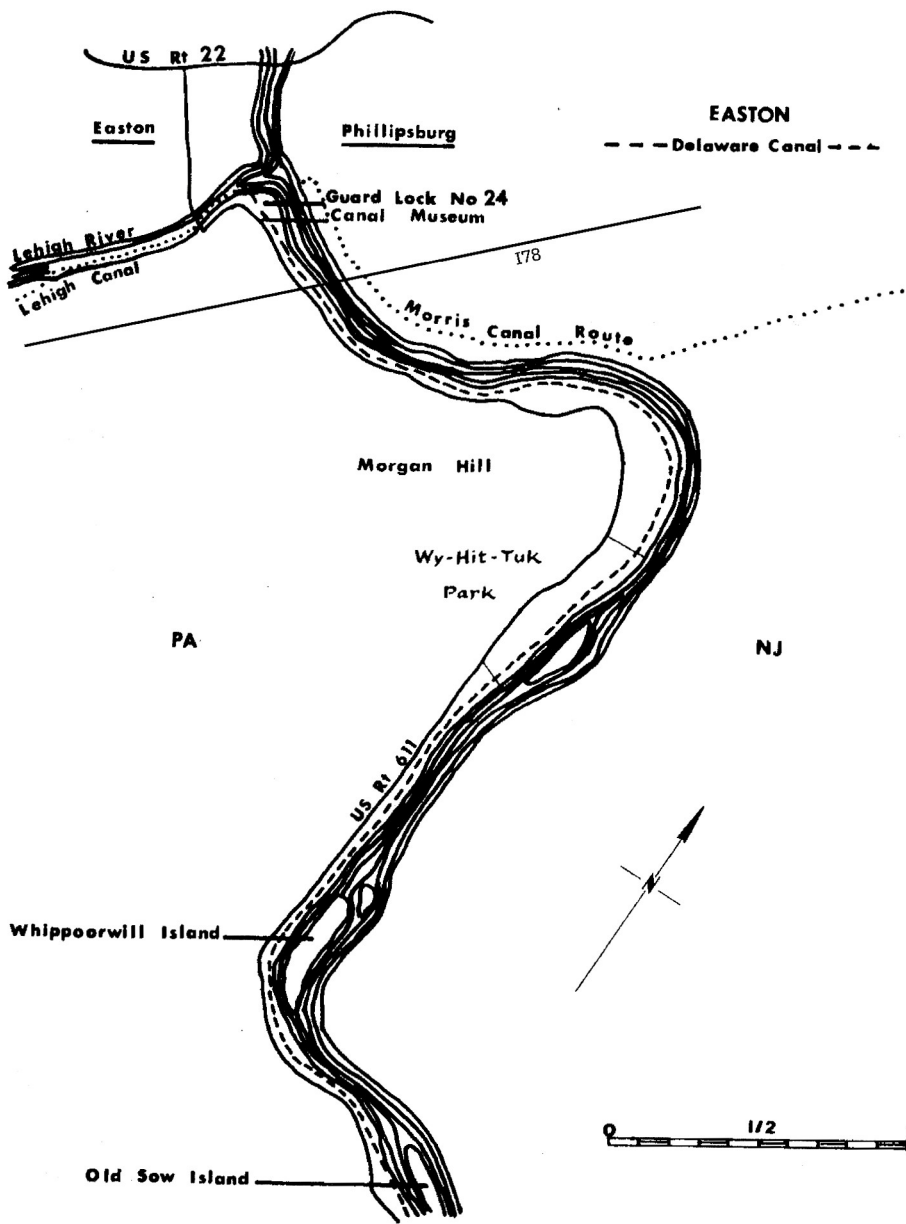 US Rt 22
Easton
Phillipsburg
EASTON
Delaware Canal
Guard Lock No 24
Canal Museum
Lehigh River
Lehigh Canal
I78
Morris Canal Route
Morgan Hill
Wy-Hit-Tuk
Park
PA
NJ
US Rt 611
N
Whippoorwill Island
0
1/2
Old Sow Island